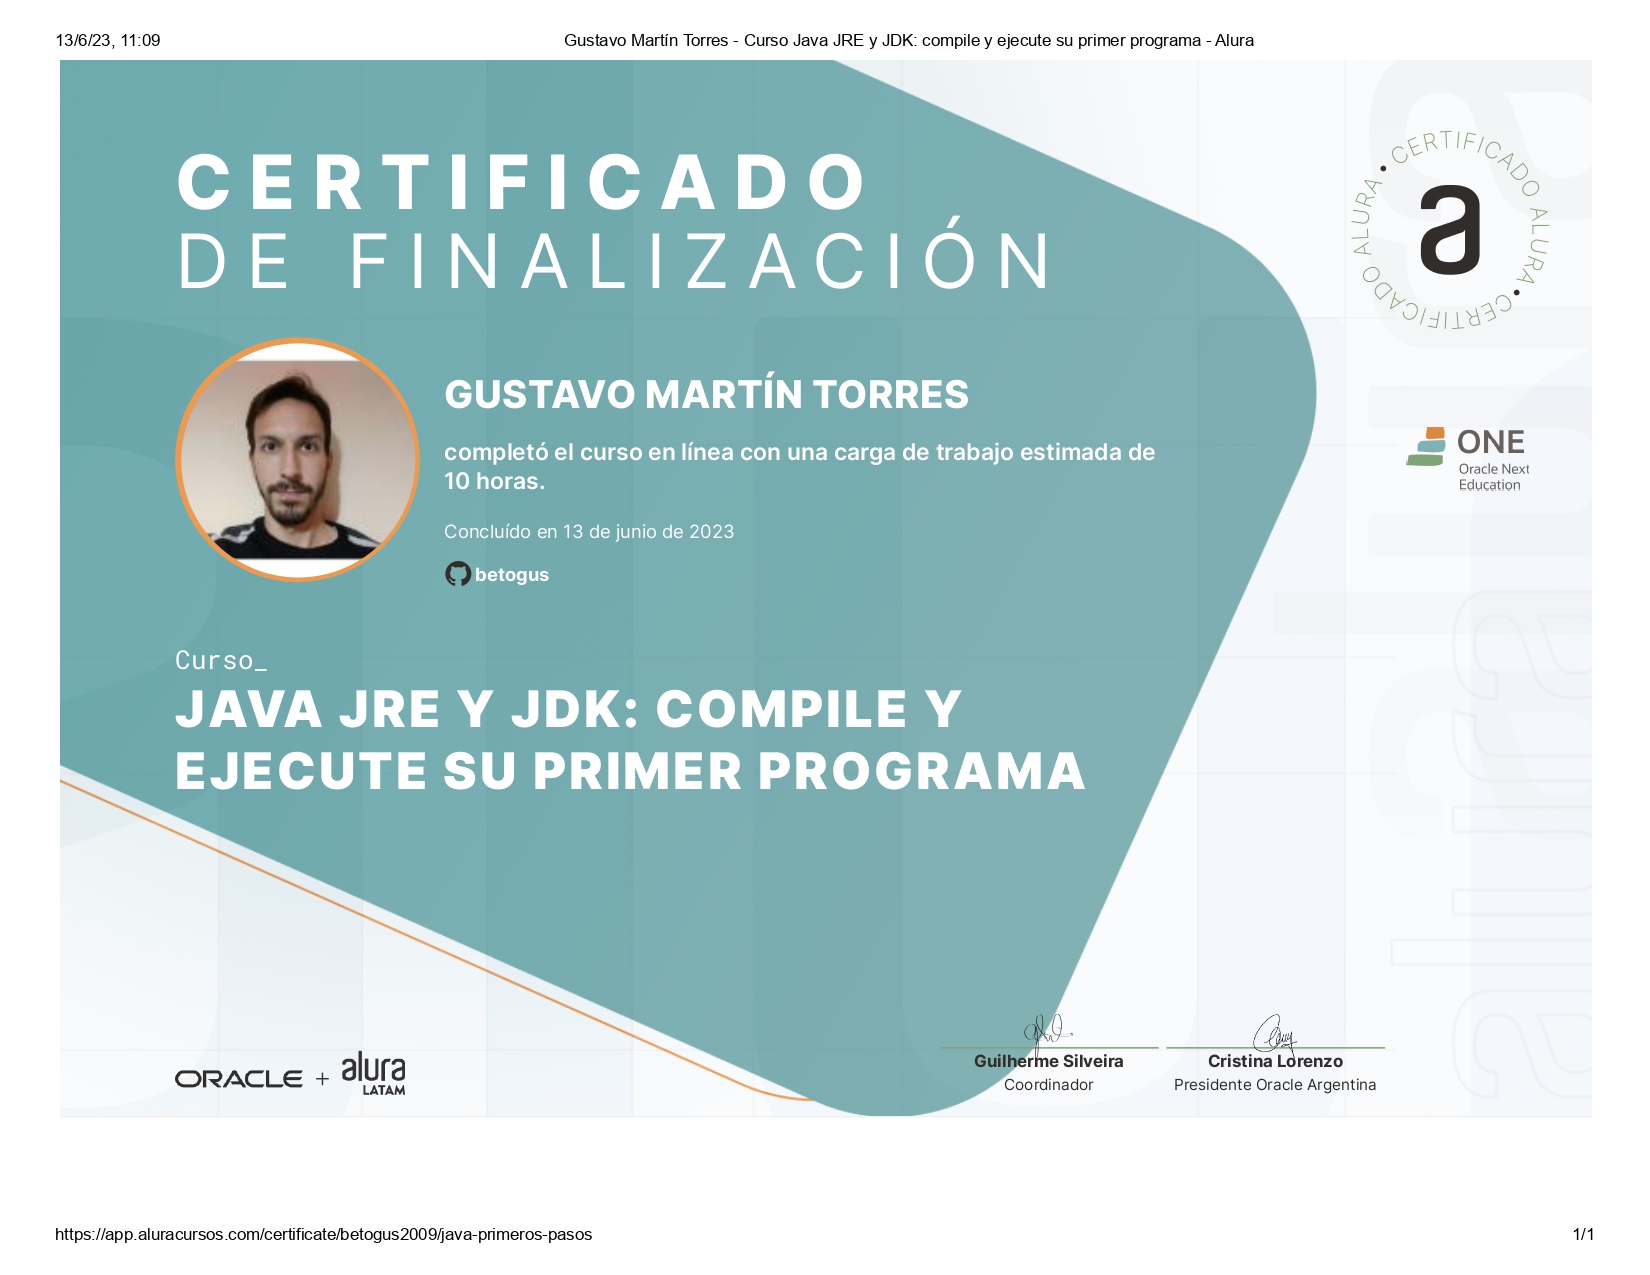 13/6/23, 11:09
Gustavo Martín Torres - Curso Java JRE y JDK: compile y ejecute su primer programa - Alura
CERTIFICADO
DE FINALIZACIÓN
CERTIFICADO ALURA • CERTIFICADO ALURA •
a
GUSTAVO MARTÍN TORRES
completó el curso en línea con una carga de trabajo estimada de
10 horas.
Concluído en 13 de junio de 2023
betogus
ONE
Oracle Next
Education
Curso_
JAVA JRE Y JDK: COMPILE Y
EJECUTE SU PRIMER PROGRAMA
alura
alura
ORACLE + alura
LATAM
Guilherme Silveira
Coordinador
Cristina Lorenzo
Presidente Oracle Argentina
https://app.aluracursos.com/certificate/betogus2009/java-primeros-pasos
1/1